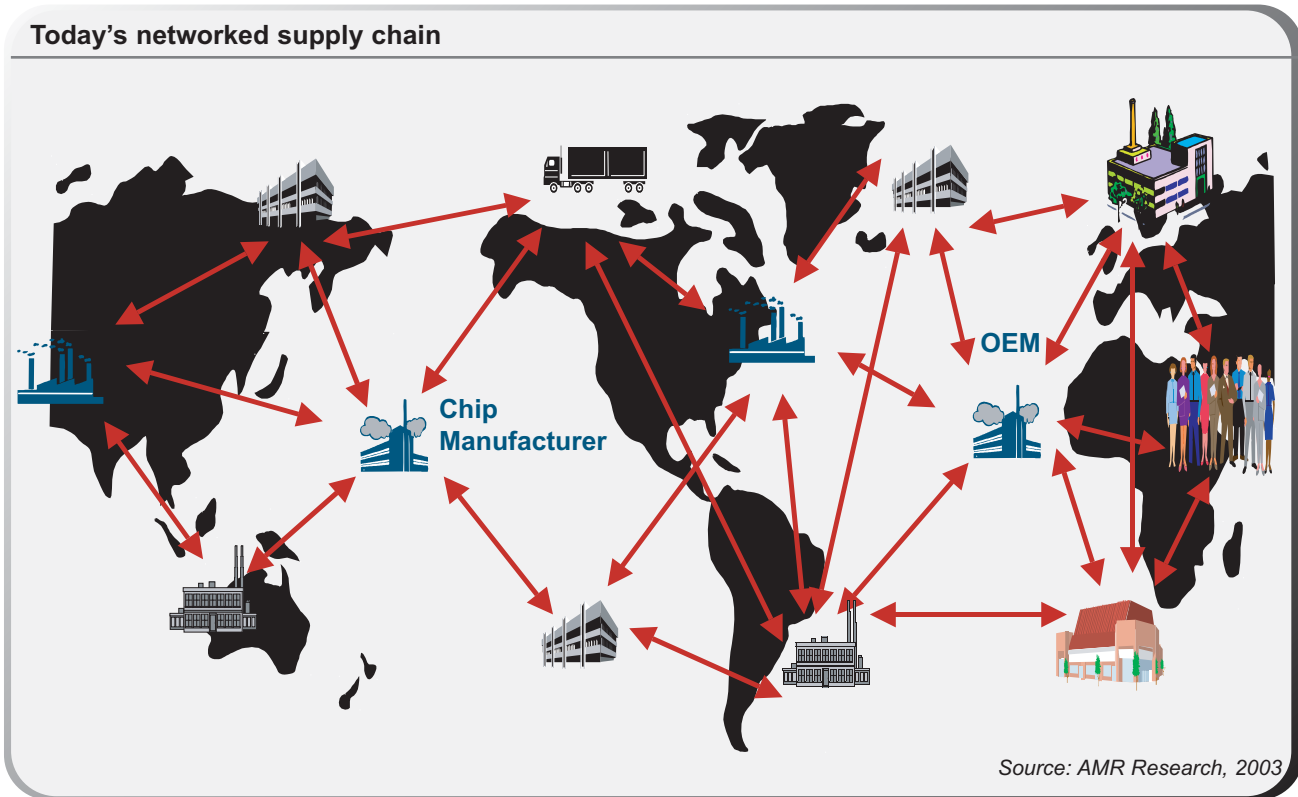 Today's networked supply chain
OEM
Chip
Manufacturer
Source: AMR Research, 2003